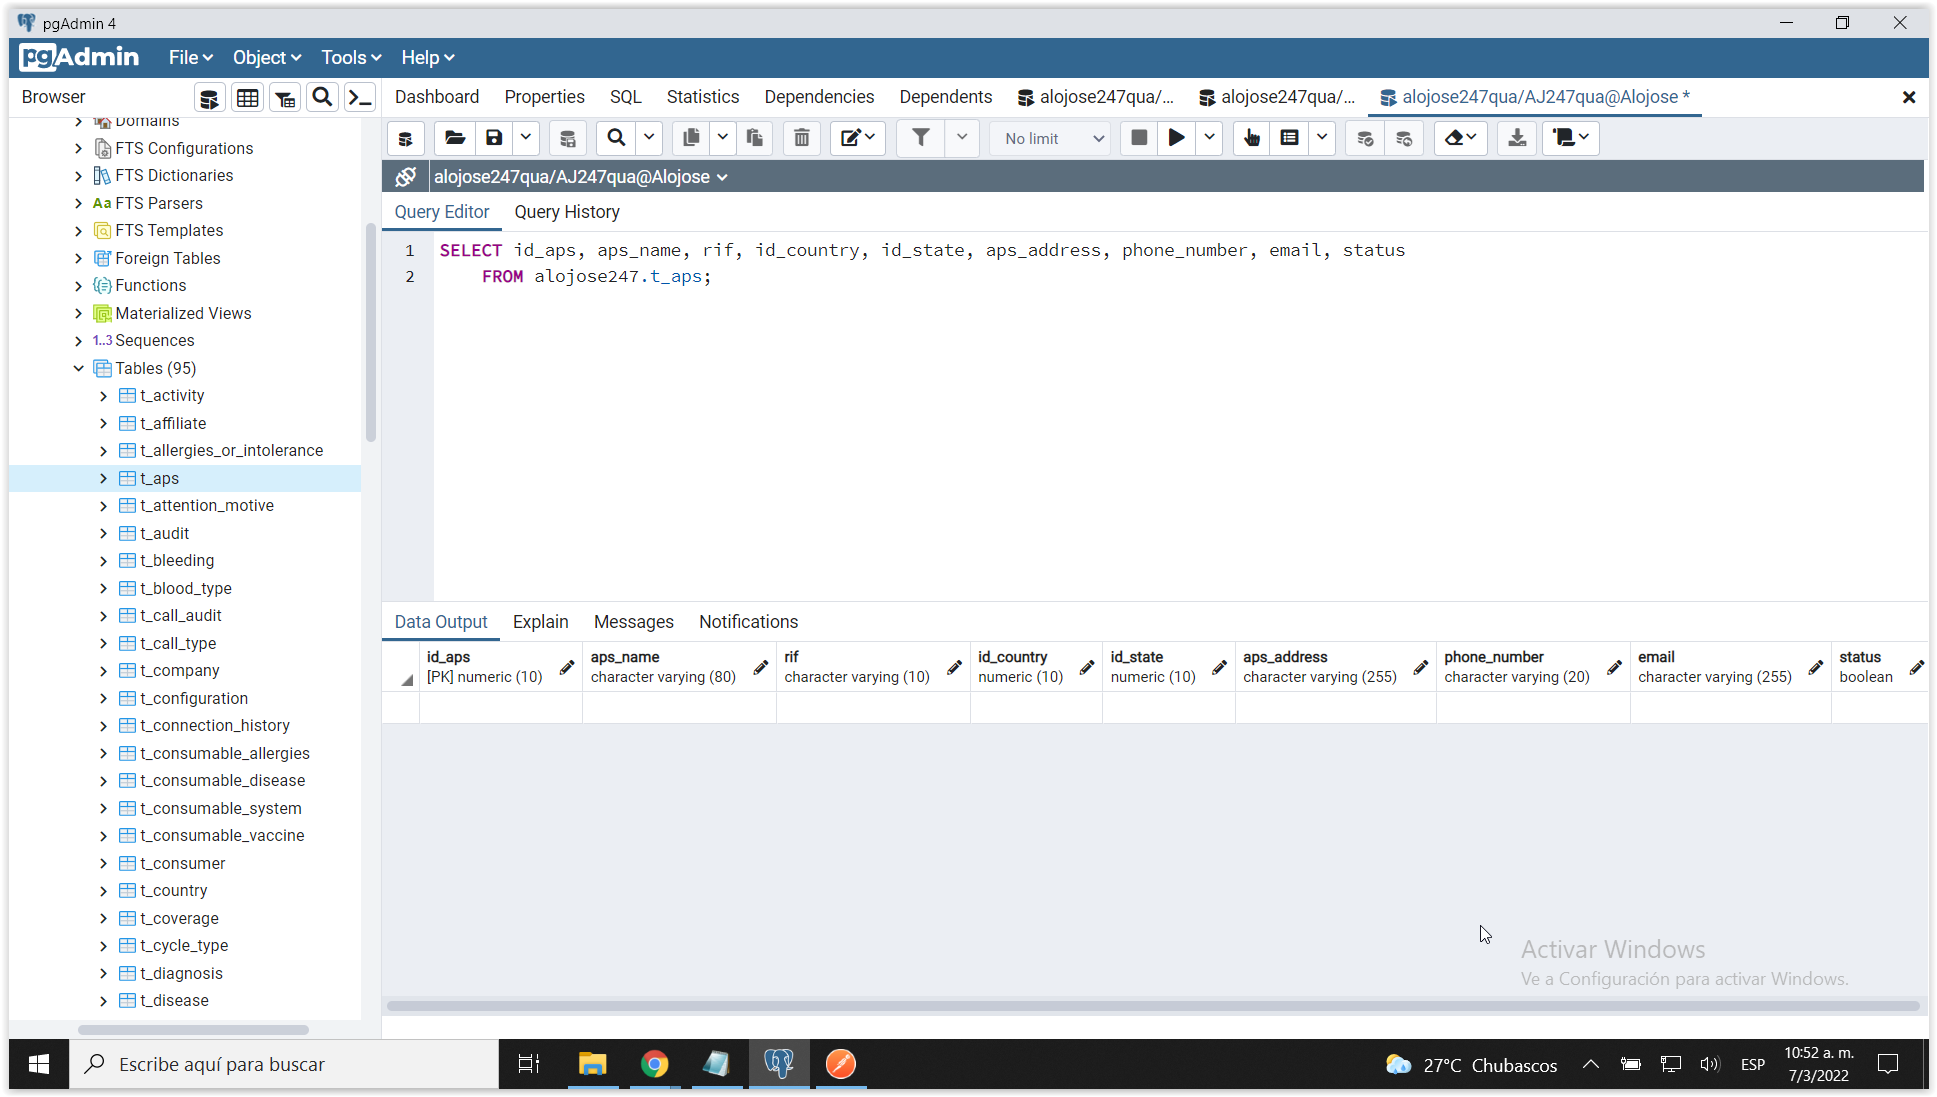 pgAdmin 4
pgAdmin File Object Tools Help
Browser
Dashboard Properties SQL Statistics Dependencies Dependents alojose247qua/... alojose247qua/... alojose247qua/AJ247qua@Alojose *
No limit
alojose247qua/AJ247qua@Alojose
Query Editor Query History
1 SELECT id_aps, aps_name, rif, id_country, id_state, aps_address, phone_number, email, status
2 FROM alojose247.t_aps;
Domains
FTS Configurations
FTS Dictionaries
Aa FTS Parsers
FTS Templates
Foreign Tables
Functions
Materialized Views
1..3 Sequences
Tables (95)
t_activity
t_affiliate
t_allergies_or_intolerance
t_aps
t_attention_motive
t_audit
t_bleeding
t_blood_type
t_call_audit
t_call_type
t_company
t_configuration
t_connection_history
t_consumable_allergies
t_consumable_disease
t_consumable_system
t_consumable_vaccine
t_consumer
t_country
t_coverage
t_cycle_type
t_diagnosis
t_disease
Data Output Explain Messages Notifications
id_aps aps_name rif id_country id_state aps_address phone_number email status
[PK] numeric (10) character varying (80) character varying (10) numeric (10) numeric (10) character varying (255) character varying (20) character varying (255) boolean
Activar Windows
Ve a Configuración para activar Windows.
Escribe aquí para buscar
27°C Chubascos
ESP
10:52 a. m.
7/3/2022